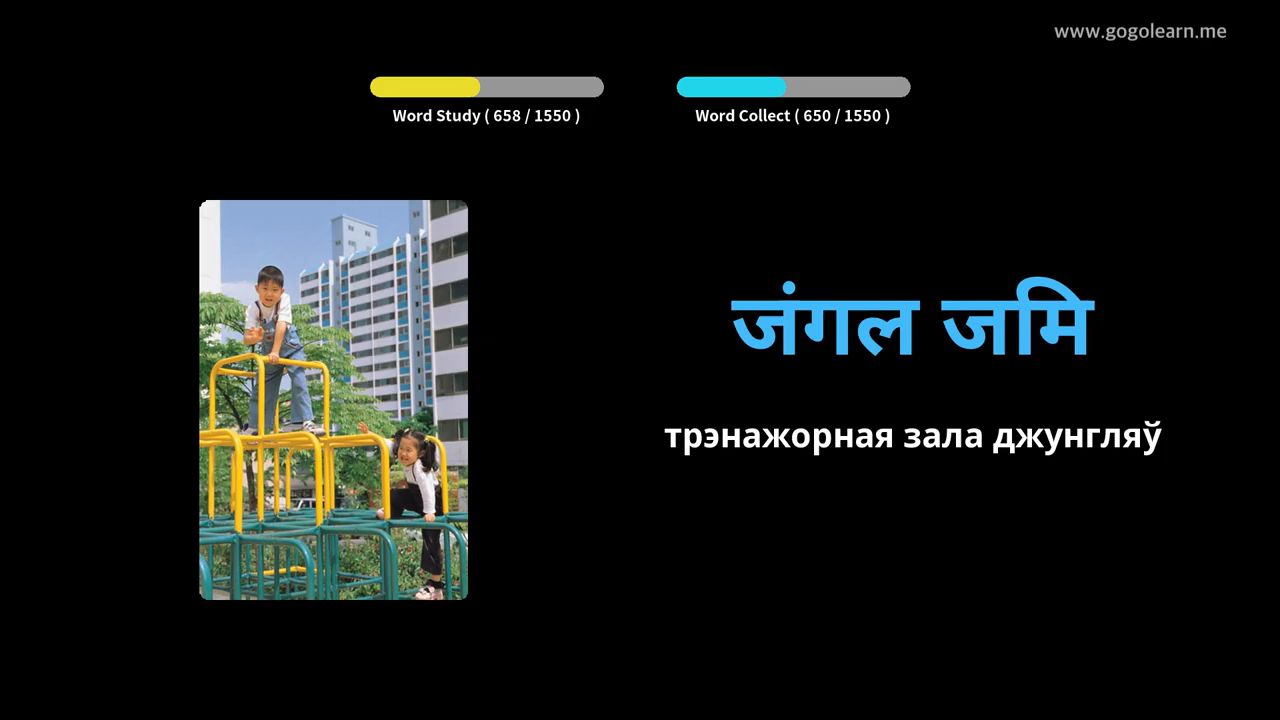 www.gogolearn.me
Word Study ( 658 / 1550 )
Word Collect ( 650 / 1550 )
जंगल जमि
трэнажорная зала джунгляў